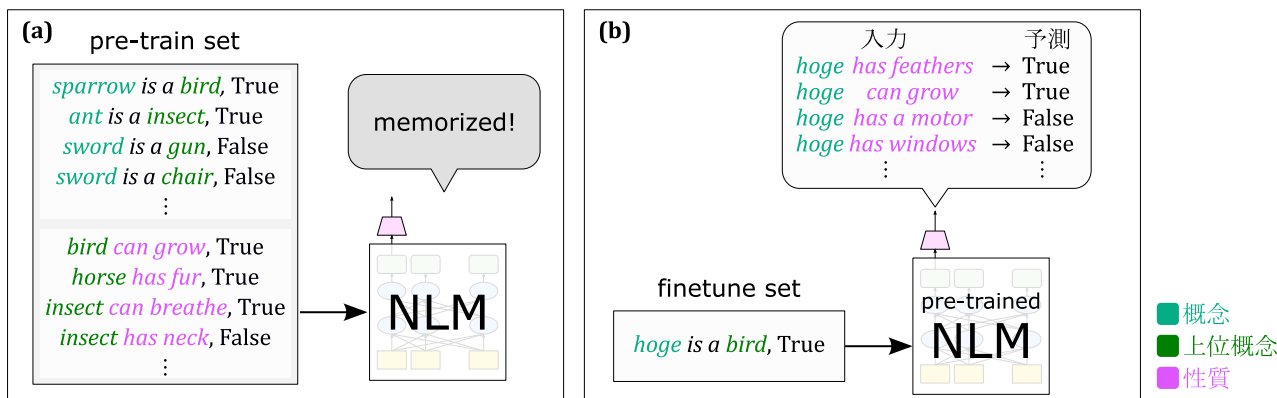 (a)
pre-train set
sparrow is a bird, True
ant is a insect, True
sword is a gun, False
sword is a chair, False
⋮
bird can grow, True
horse has fur, True
insect can breathe, True
insect has neck, False
⋮
memorized!
NLM
(b)
入力 予測
hoge has feathers → True
hoge can grow → True
hoge has a motor → False
hoge has windows → False
⋮ ⋮
finetune set
hoge is a bird, True
pre-trained
NLM
概念
上位概念
性質